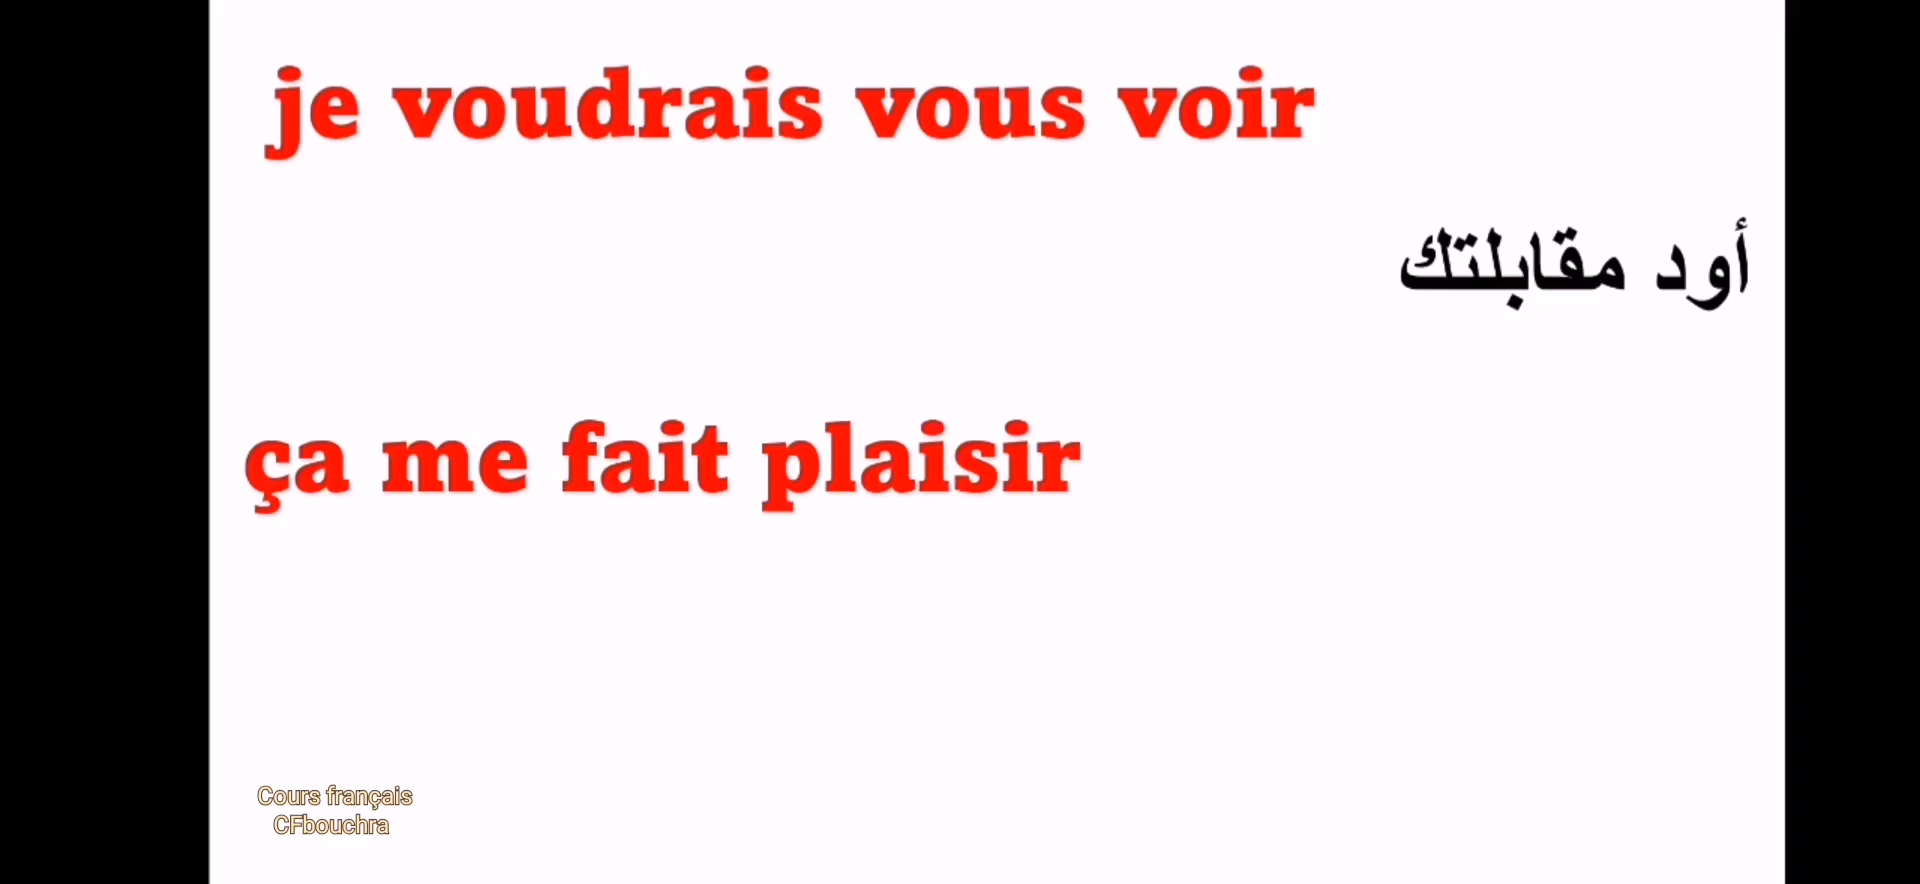 je voudrais vous voir
أود مقابلتك
ça me fait plaisir
Cours français
CFbouchra